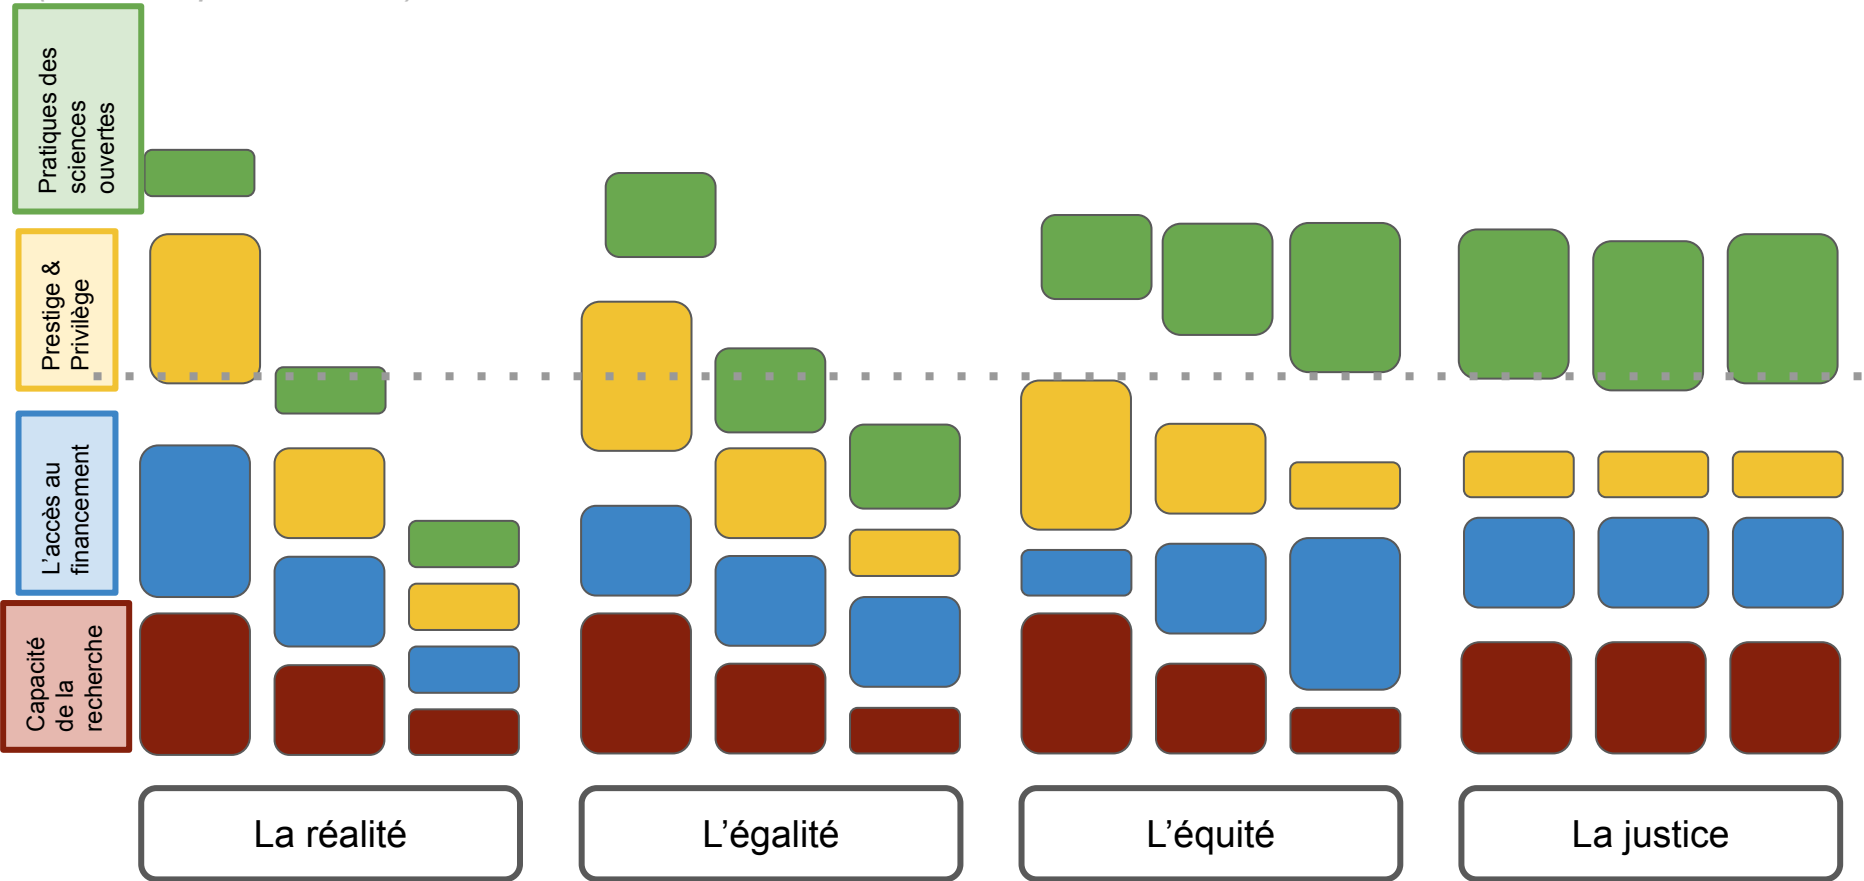 Pratiques des
sciences
ouvertes
Prestige &
Privilège
L'accès au
financement
Capacité
de la
recherche
La réalité
L'égalité
L'équité
La justice